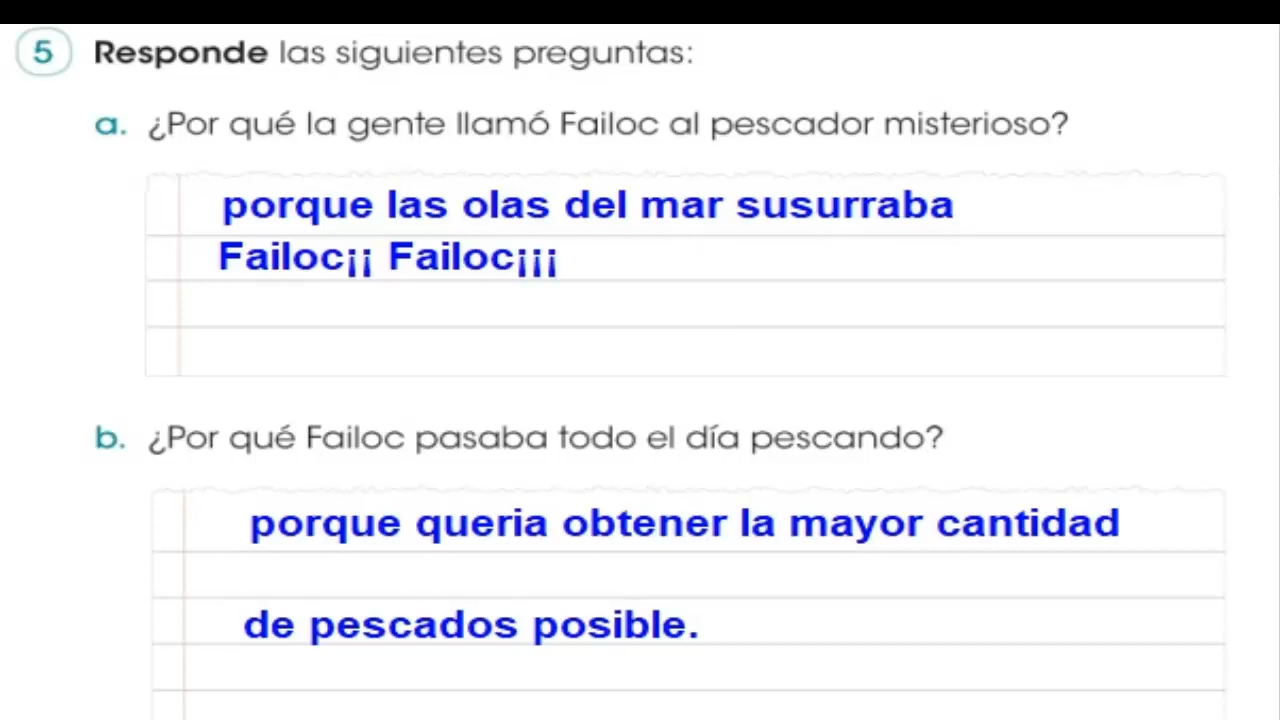 5 Responde las siguientes preguntas:
a. ¿Por qué la gente llamó Failoc al pescador misterioso?
porque las olas del mar susurraba
Failoc¡¡ Failoc¡¡¡
b. ¿Por qué Failoc pasaba todo el día pescando?
porque queria obtener la mayor cantidad
de pescados posible.